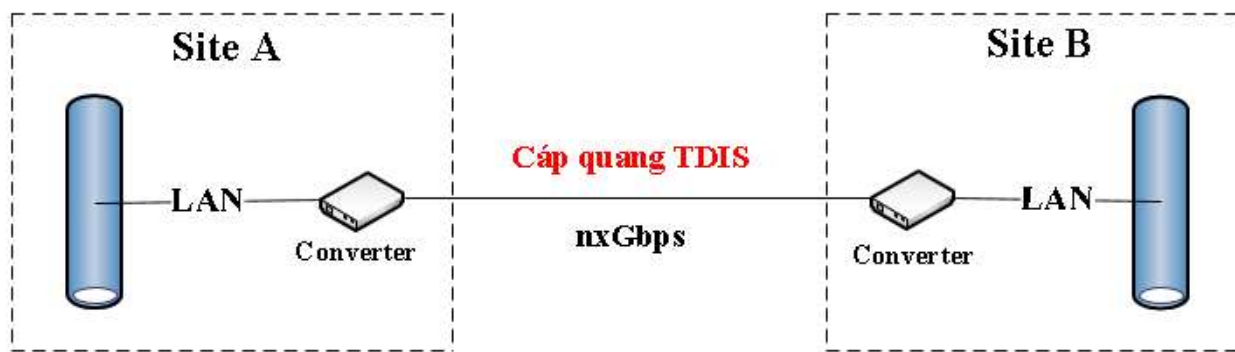 Site A
Site B
Cáp quang TDIS
LAN
LAN
nxGbps
Converter
Converter